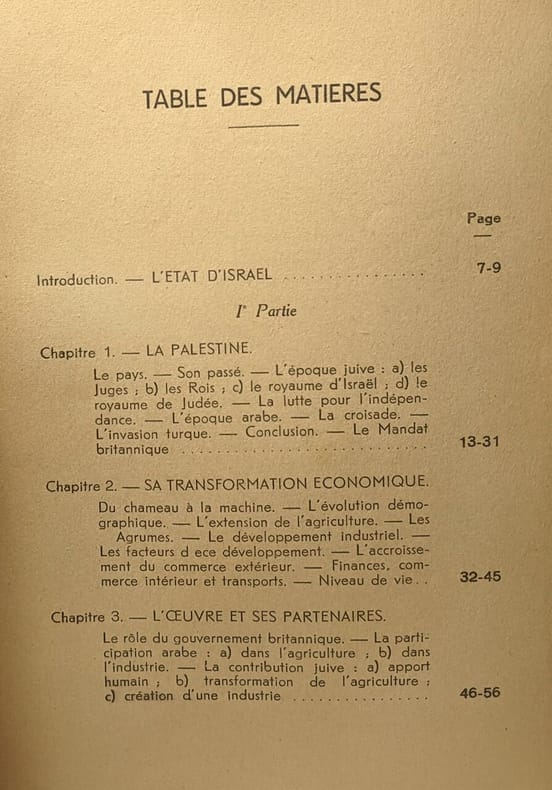 TABLE DES MATIERES
Page
Introduction. — L'ETAT D'ISRAEL ............... 7-9
Ie Partie
Chapitre 1. — LA PALESTINE.
Le pays. — Son passé. — L'époque juive : a) les
Juges ; b) les Rois ; c) le royaume d'Israël ; d) le
royaume de Judée. — La lutte pour l'indépen-
dance. — L'époque arabe. — La croisade. —
L'invasion turque. — Conclusion. — Le Mandat
britannique .......................... 13-31
Chapitre 2. — SA TRANSFORMATION ECONOMIQUE.
Du chameau à la machine. — L'évolution démo-
graphique. — L'extension de l'agriculture. — Les
Agrumes. — Le développement industriel. —
Les facteurs d ece développement. — L'accroisse-
ment du commerce extérieur. — Finances, com-
merce intérieur et transports. — Niveau de vie.. 32-45
Chapitre 3. — L'ŒUVRE ET SES PARTENAIRES.
Le rôle du gouvernement britannique. — La parti-
cipation arabe : a) dans l'agriculture ; b) dans
l'industrie. — La contribution juive : a) apport
humain ; b) transformation de l'agriculture ;
c) création d'une industrie ............... 46-56